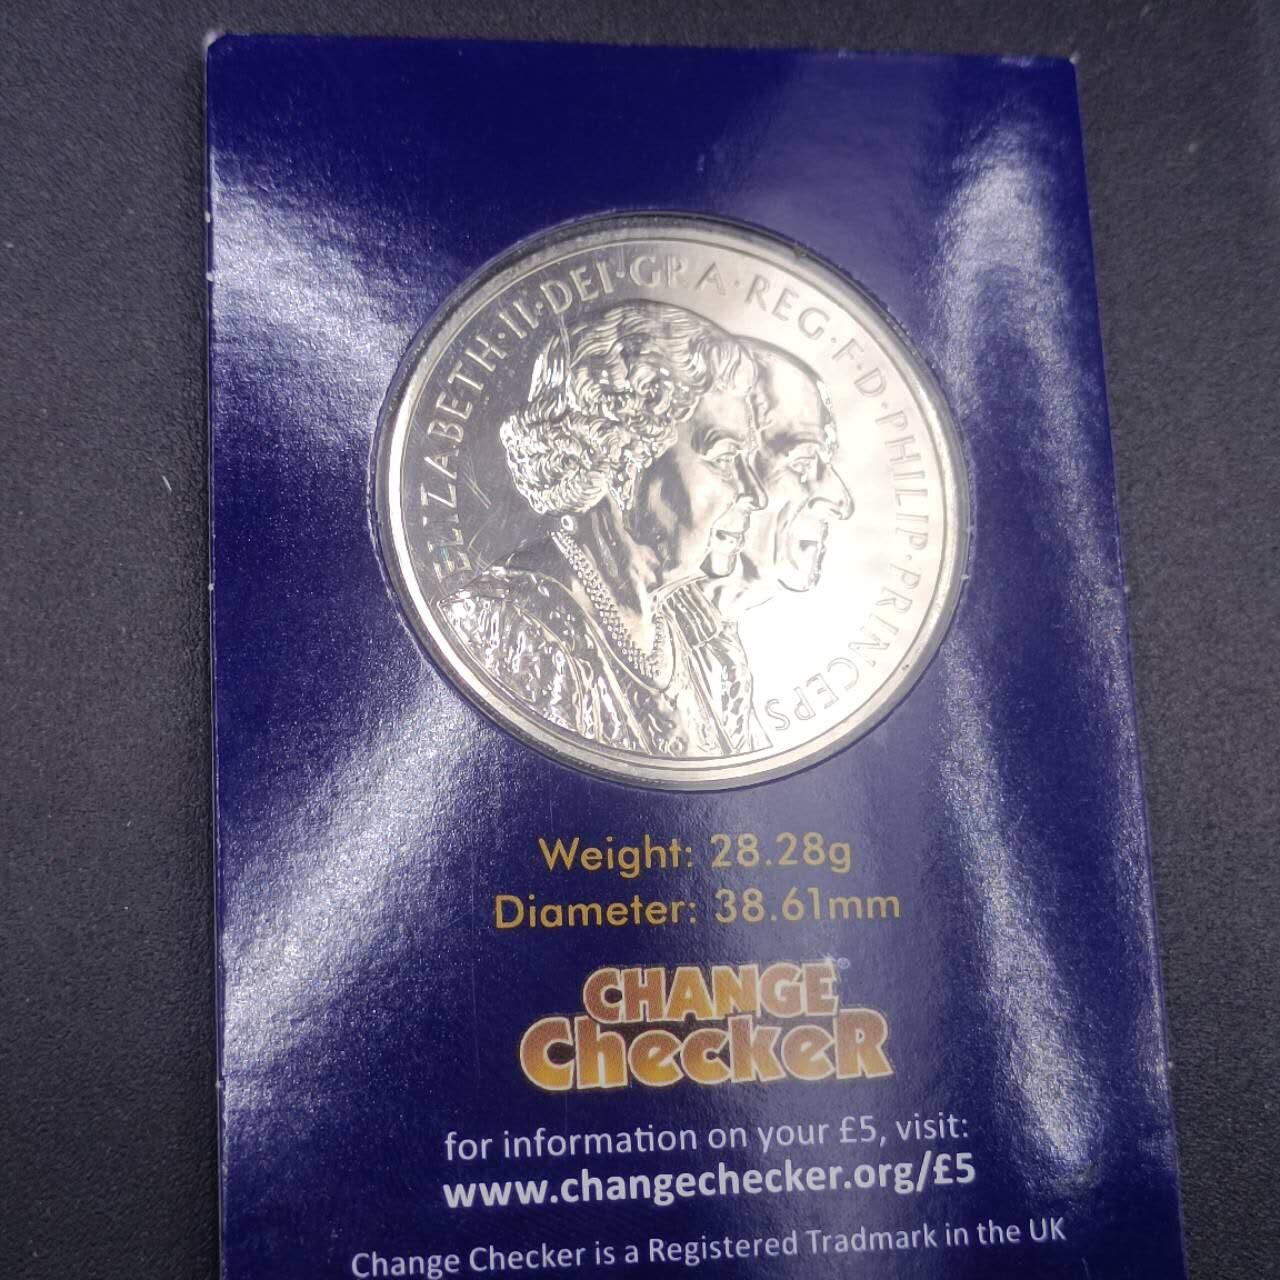 ELIZABETH·II·DEI·GRA·REG·F·D·PHILIP·PRINCEPS
Weight: 28.28g
Diameter: 38.61mm
CHANGE®
CHeCKeR
for information on your £5, visit:
www.changechecker.org/£5
Change Checker is a Registered Tradmark in the UK